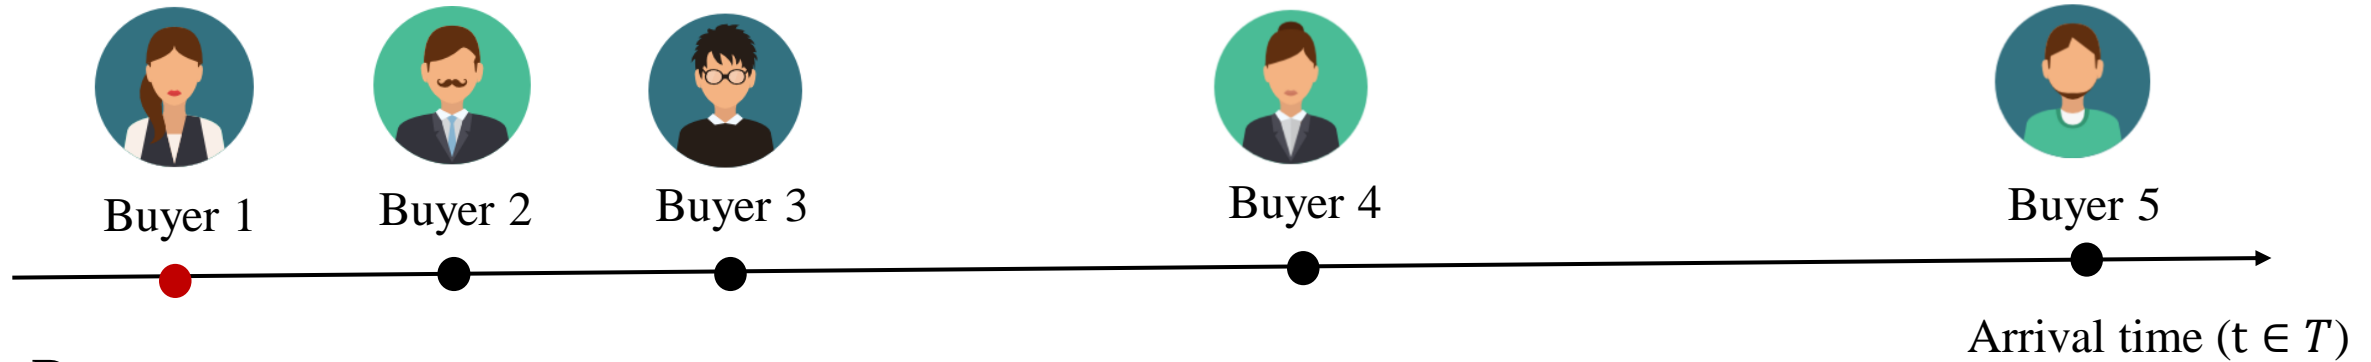 Buyer 1
Buyer 2
Buyer 3
Buyer 4
Buyer 5
Arrival time (t ∈ T)